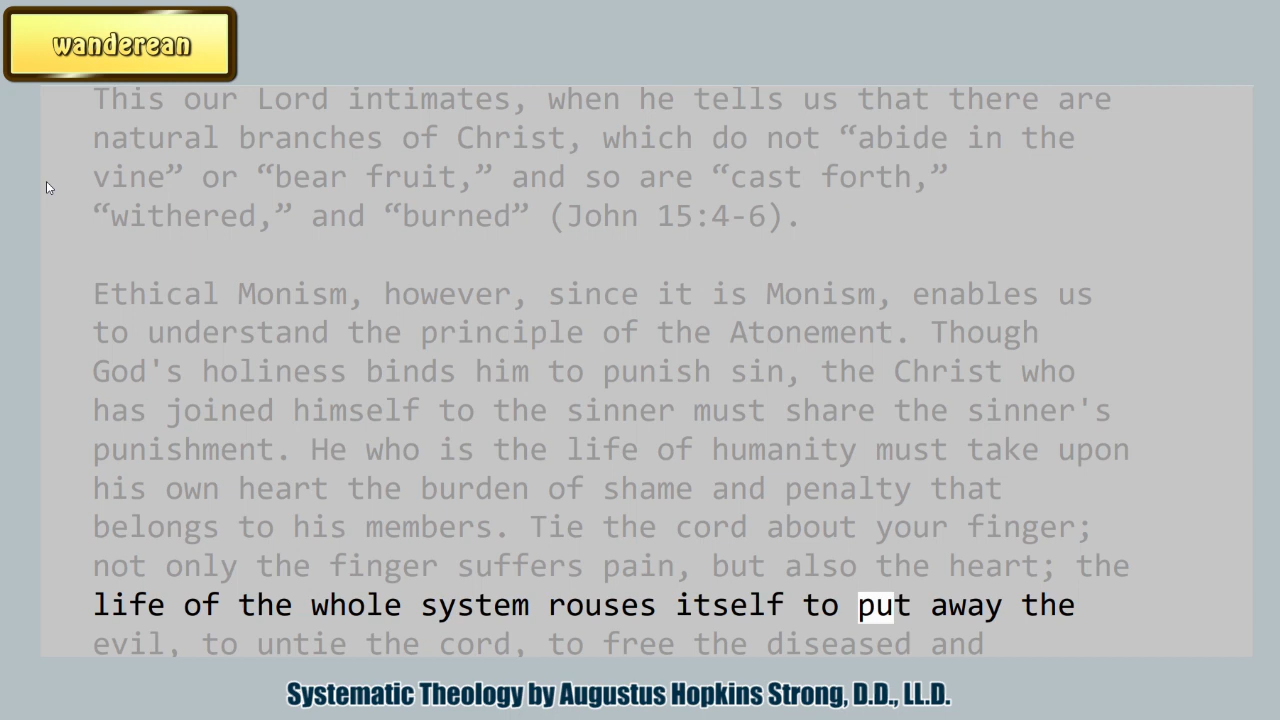 wanderean
This our Lord intimates, when he tells us that there are
natural branches of Christ, which do not “abide in the
vine” or “bear fruit,” and so are “cast forth,”
“withered,” and “burned” (John 15:4-6).
Ethical Monism, however, since it is Monism, enables us
to understand the principle of the Atonement. Though
God's holiness binds him to punish sin, the Christ who
has joined himself to the sinner must share the sinner's
punishment. He who is the life of humanity must take upon
his own heart the burden of shame and penalty that
belongs to his members. Tie the cord about your finger;
not only the finger suffers pain, but also the heart; the
life of the whole system rouses itself to put away the
evil, to untie the cord, to free the diseased and
Systematic Theology by Augustus Hopkins Strong, D.D., LL.D.